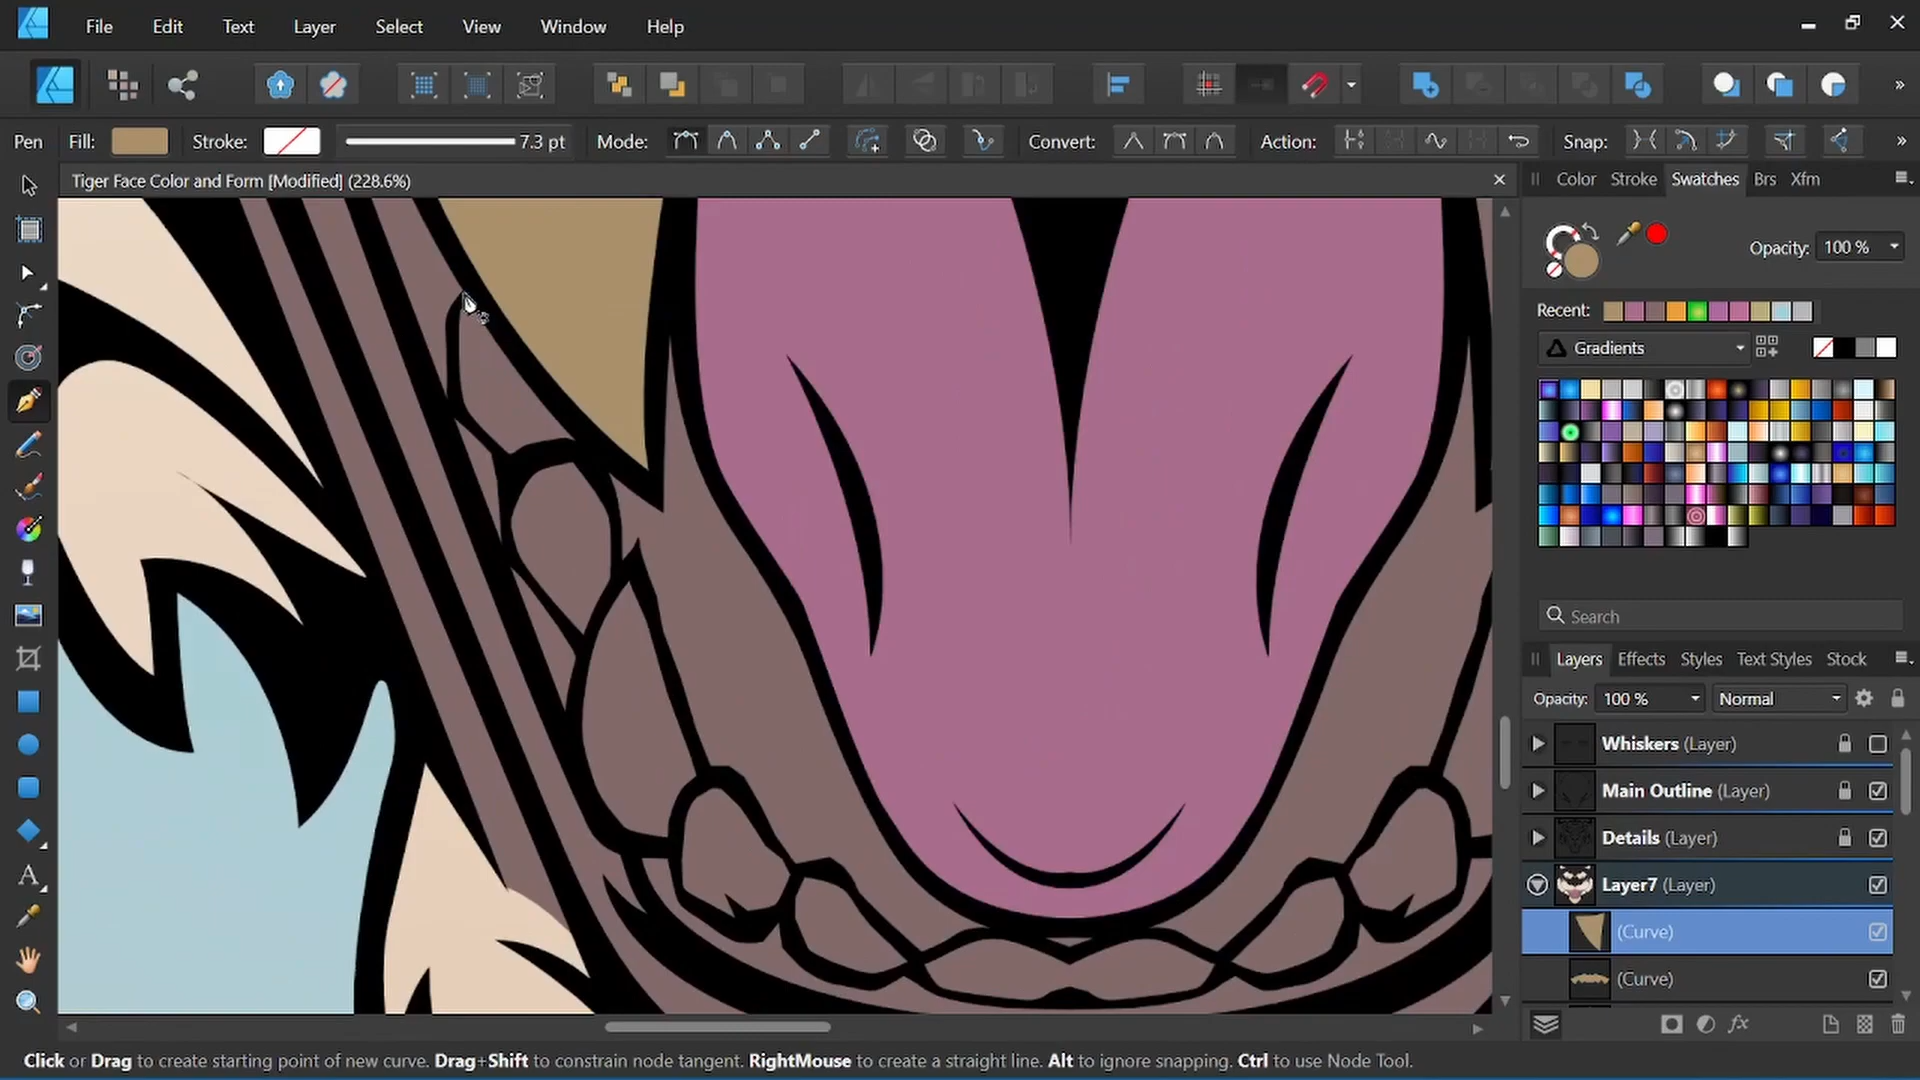 File Edit Text Layer Select View Window Help
Pen Fill: Stroke: 7.3 pt Mode: Convert: Action: Snap:
Tiger Face Color and Form [Modified] (228.6%)
Color Stroke Swatches Brs Xfm
Opacity: 100 %
Recent:
Gradients
Search
Layers Effects Styles Text Styles Stock
Opacity: 100 % Normal
Whiskers (Layer)
Main Outline (Layer)
Details (Layer)
Layer7 (Layer)
(Curve)
(Curve)
Click or Drag to create starting point of new curve. Drag+Shift to constrain node tangent. RightMouse to create a straight line. Alt to ignore snapping. Ctrl to use Node Tool.